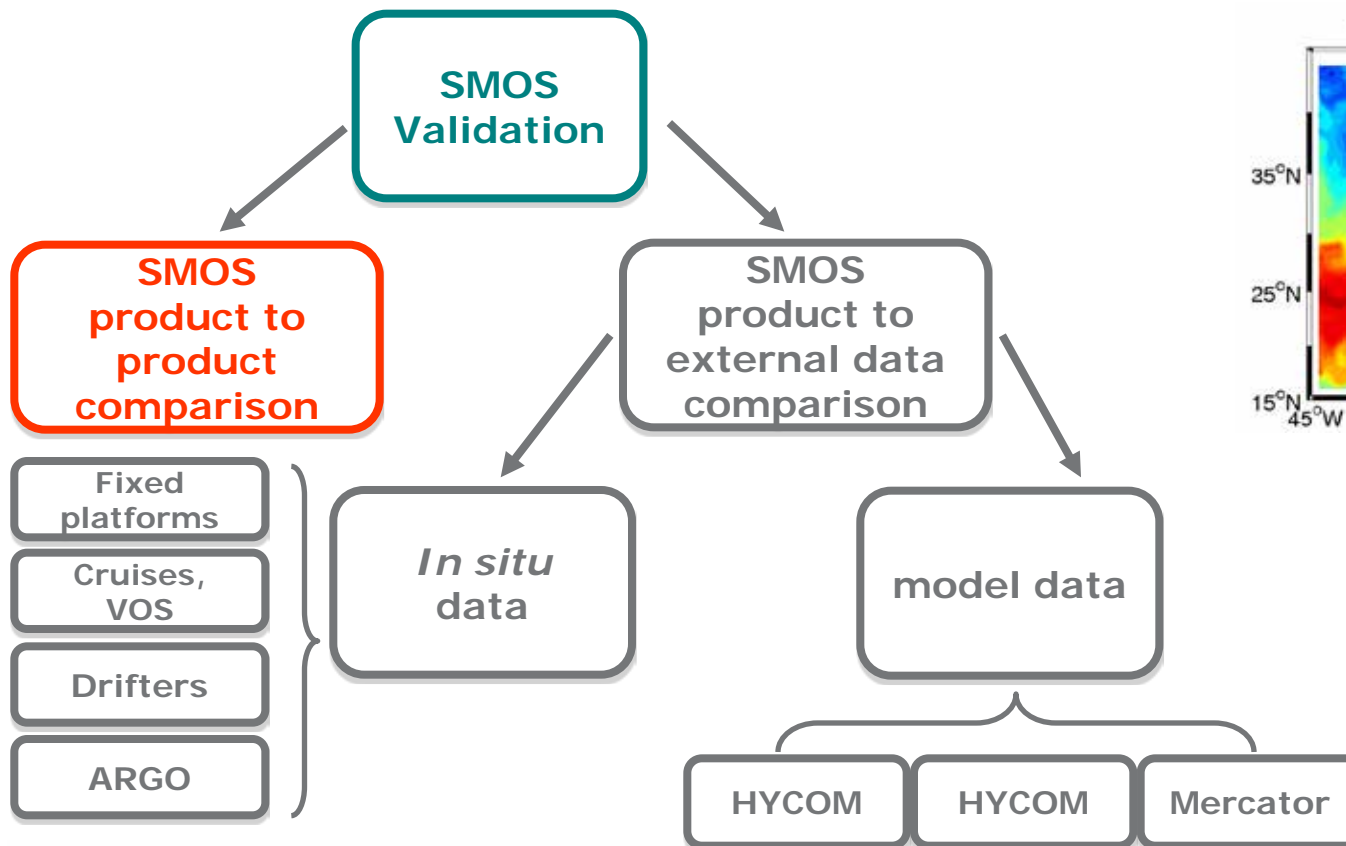 SMOS
Validation
SMOS
product to
product
comparison
SMOS
product to
external data
comparison
35°N
25°N
15°N
45°W
Fixed
platforms
Cruises,
VOS
Drifters
ARGO
In situ
data
model data
HYCOM
HYCOM
Mercator